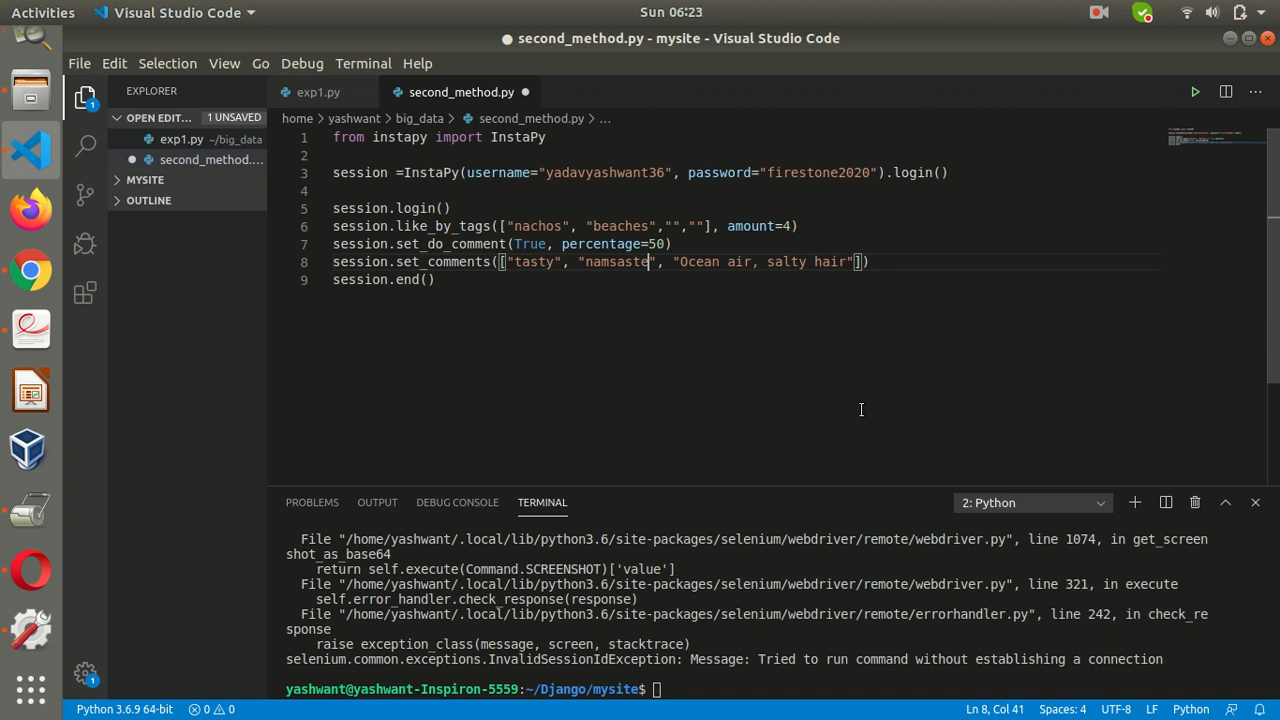 Activities Visual Studio Code Sun 06:23
second_method.py - mysite - Visual Studio Code
File Edit Selection View Go Debug Terminal Help
EXPLORER
OPEN EDIT... 1 UNSAVED
exp1.py ~/big_data
second_method....
MYSITE
OUTLINE
1
1
exp1.py second_method.py
home > yashwant > big_data > second_method.py > ...
1 from instapy import InstaPy
2
3 session =InstaPy(username="yadavyashwant36", password="firestone2020").login()
4
5 session.login()
6 session.like_by_tags(["nachos", "beaches","",""], amount=4)
7 session.set_do_comment(True, percentage=50)
8 session.set_comments(["tasty", "namsaste", "Ocean air, salty hair"])
9 session.end()
PROBLEMS OUTPUT DEBUG CONSOLE TERMINAL 2: Python
File "/home/yashwant/.local/lib/python3.6/site-packages/selenium/webdriver/remote/webdriver.py", line 1074, in get_screen
shot_as_base64
return self.execute(Command.SCREENSHOT)['value']
File "/home/yashwant/.local/lib/python3.6/site-packages/selenium/webdriver/remote/webdriver.py", line 321, in execute
self.error_handler.check_response(response)
File "/home/yashwant/.local/lib/python3.6/site-packages/selenium/webdriver/remote/errorhandler.py", line 242, in check_re
sponse
raise exception_class(message, screen, stacktrace)
selenium.common.exceptions.InvalidSessionIdException: Message: Tried to run command without establishing a connection
yashwant@yashwant-Inspiron-5559:~/Django/mysite$
Python 3.6.9 64-bit 0 0 Ln 8, Col 41 Spaces: 4 UTF-8 LF Python